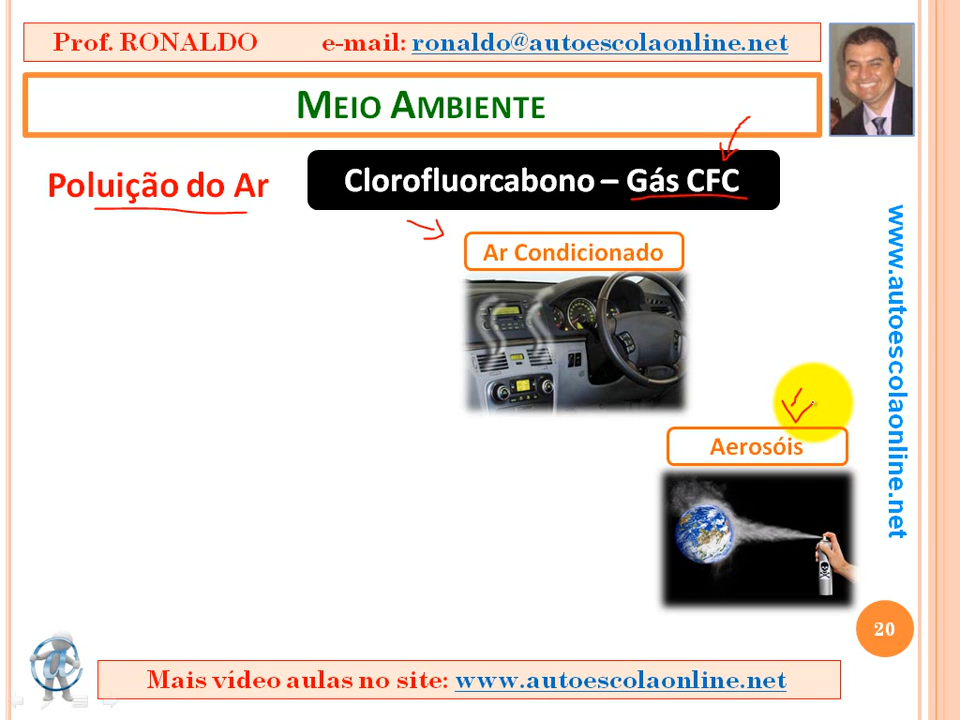 Prof. RONALDO e-mail: ronaldo@autoescolaonline.net
MEIO AMBIENTE
Poluição do Ar
Clorofluorcabono – Gás CFC
Ar Condicionado
Aerosóis
www.autoescolaonline.net
20
Mais vídeo aulas no site: www.autoescolaonline.net